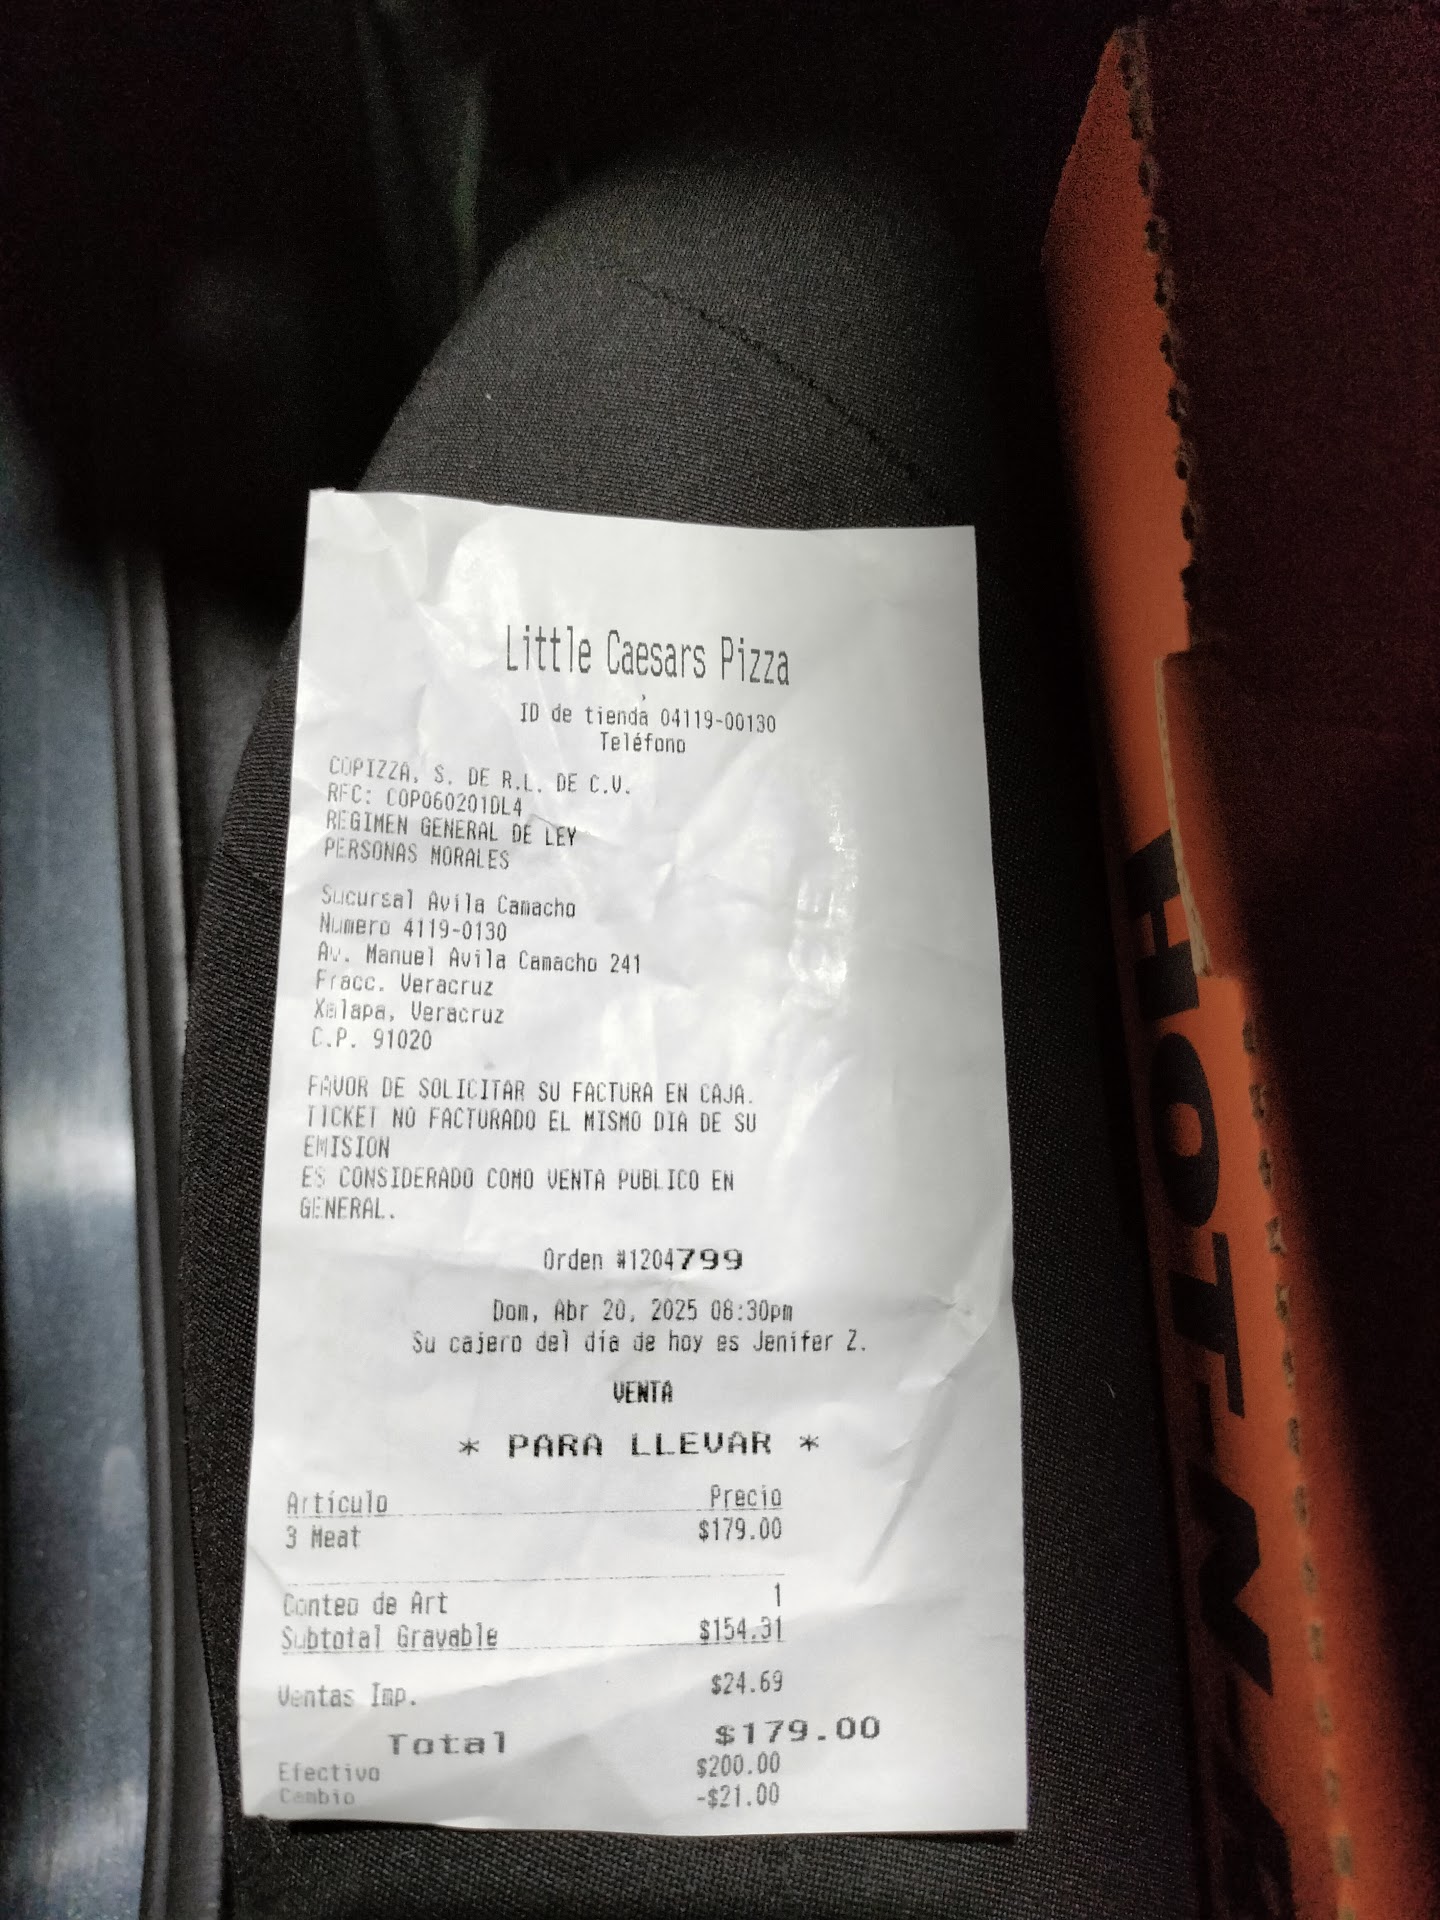 Little Caesars Pizza
,
ID de tienda 04119-00130
Teléfono
COPIZZA, S. DE R.L. DE C.V.
RFC: COP060201DL4
REGIMEN GENERAL DE LEY
PERSONAS MORALES
Sucursal Avila Camacho
Numero 4119-0130
Av. Manuel Avila Camacho 241
Fracc. Veracruz
Xalapa, Veracruz
C.P. 91020
FAVOR DE SOLICITAR SU FACTURA EN CAJA.
TICKET NO FACTURADO EL MISMO DIA DE SU
EMISION
ES CONSIDERADO COMO VENTA PUBLICO EN
GENERAL.
Orden #1204799
Dom, Abr 20, 2025 08:30pm
Su cajero del día de hoy es Jenifer Z.
VENTA
* PARA LLEVAR *
Artículo Precio
3 Meat $179.00
Conteo de Art 1
Subtotal Gravable $154.31
Ventas Imp. $24.69
Total $179.00
Efectivo $200.00
Cambio -$21.00
HOT